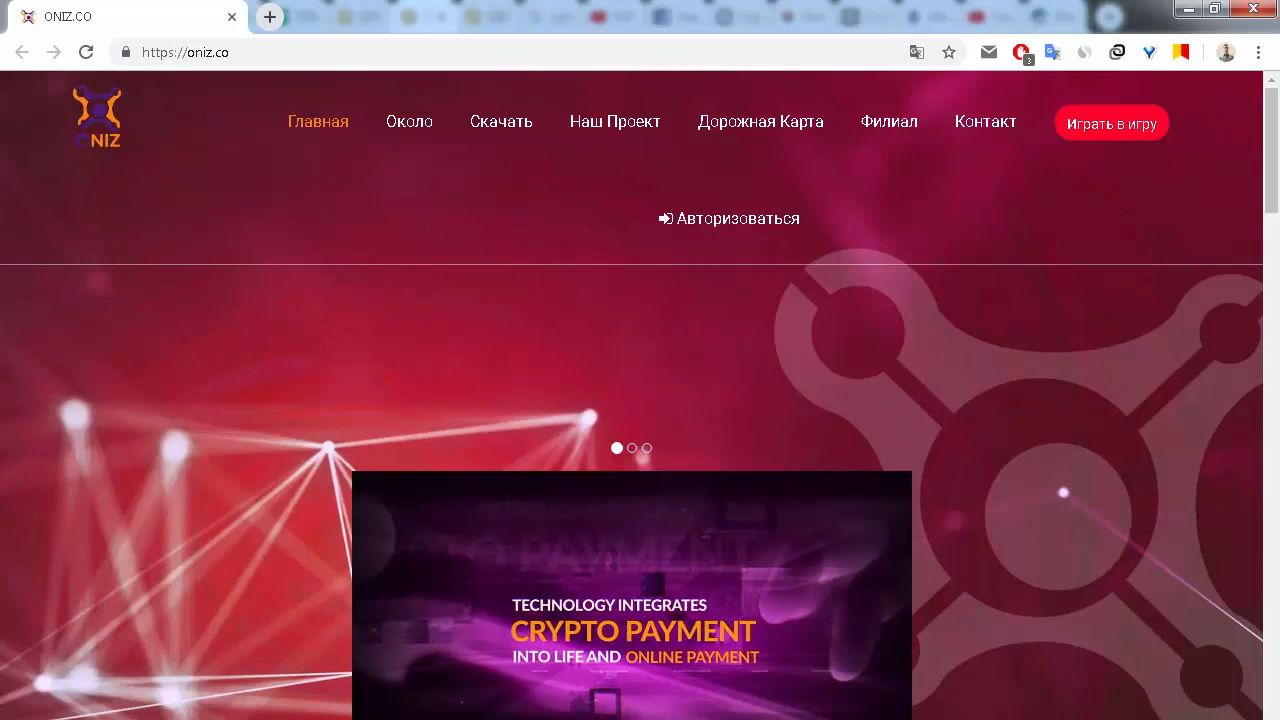 ONIZ.CO
https://oniz.co
3
ONIZ
Главная
Около
Скачать
Наш Проект
Дорожная Карта
Филиал
Контакт
Играть в игру
Авторизоваться
TECHNOLOGY INTEGRATES
CRYPTO PAYMENT
INTO LIFE AND ONLINE PAYMENT